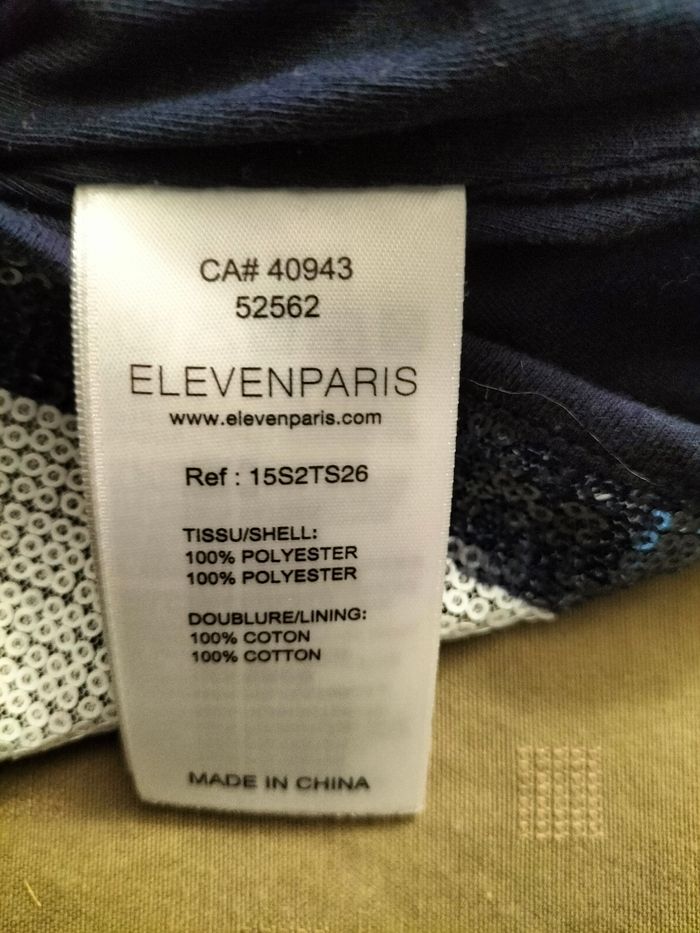 CA# 40943
52562
ELEVENPARIS
www.elevenparis.com
Ref : 15S2TS26
TISSU/SHELL:
100% POLYESTER
100% POLYESTER
DOUBLURE/LINING:
100% COTON
100% COTTON
MADE IN CHINA